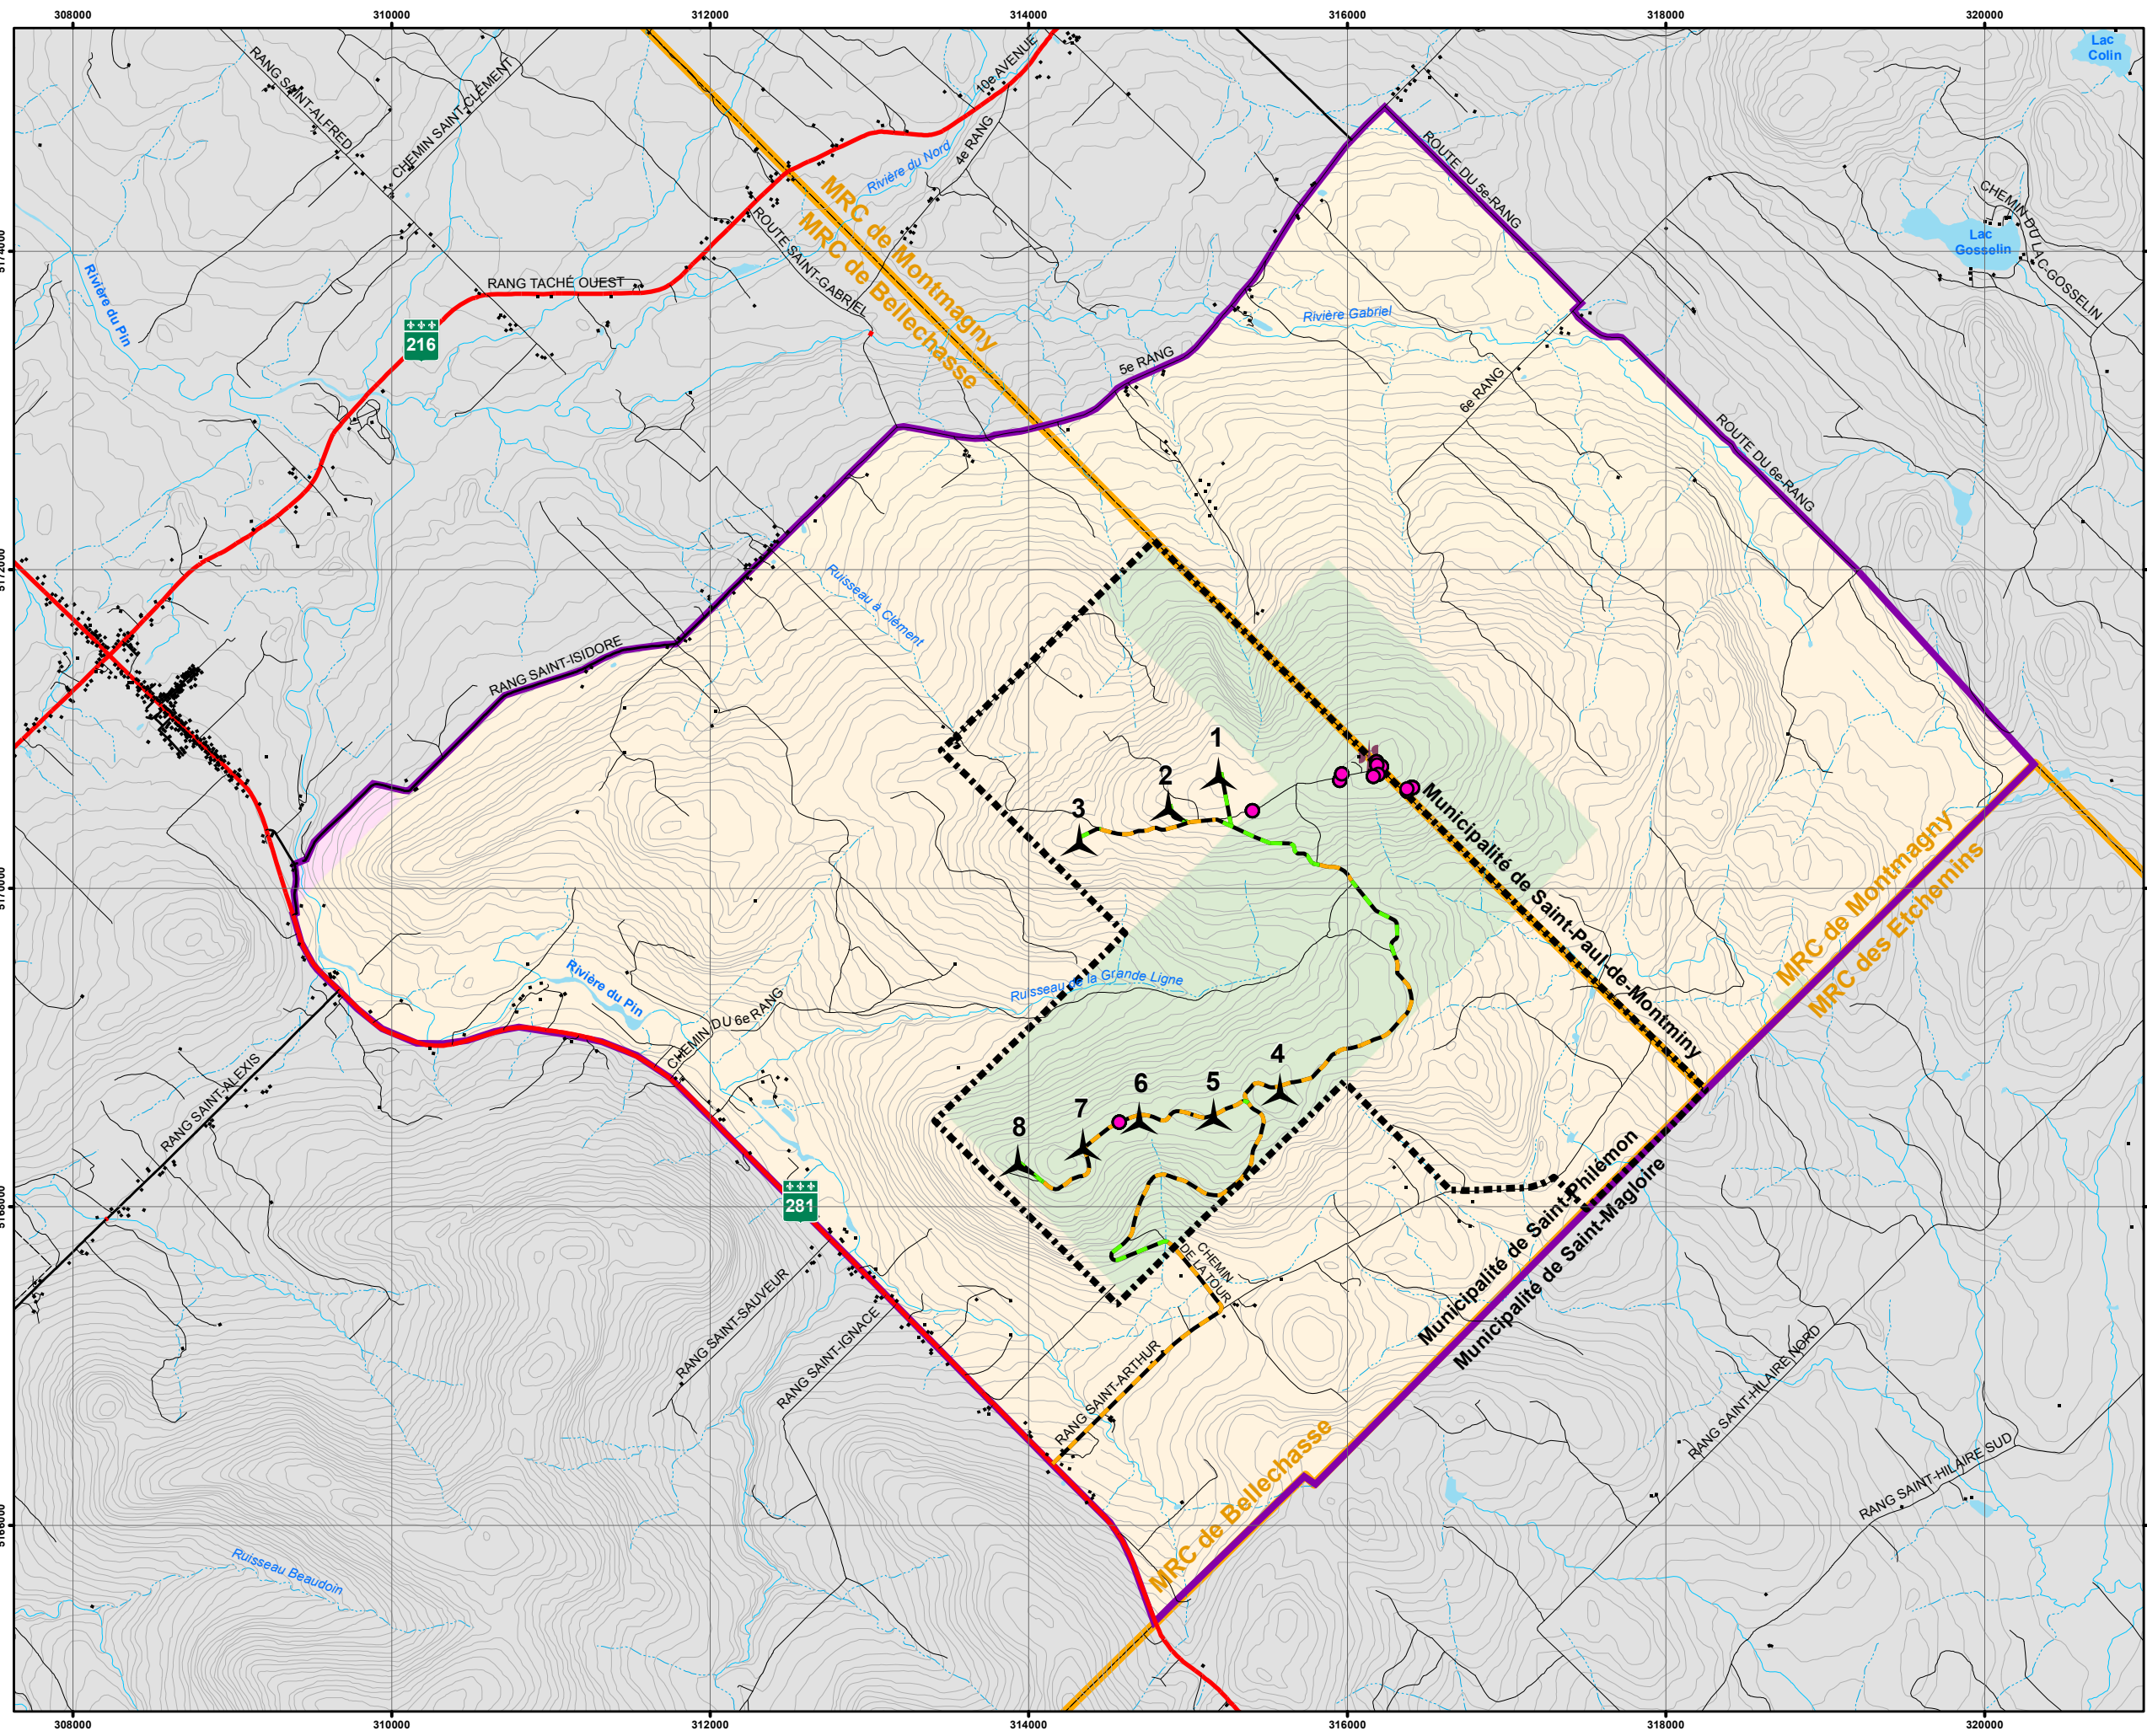 308000
310000
312000
314000
316000
318000
320000
Lac
Colin
RANG SAINT-ALFRED
CHEMIN SAINT-CLÉMENT
10e AVENUE
4e RANG
Rivière du Nord
MRC de Montmagny
MRC de Bellechasse
ROUTE SAINT-GABRIEL
ROUTE DU 5e-RANG
CHEMIN DU LAC-GOSSELIN
Lac
Gosselin
5174000
Rivière du Pin
RANG TACHÉ OUEST
216
Rivière Gabriel
5e RANG
6e RANG
ROUTE DU 6e-RANG
5172000
Ruisseau à Clément
RANG SAINT-ISIDORE
1
2
3
Municipalité de Saint-Paul-de-Montminy
5170000
MRC de Montmagny
MRC des Etchemins
Rivière du Pin
Ruisseau de la Grande Ligne
CHEMIN DU 6e RANG
RANG SAINT-ALEXIS
4
5
6
7
8
Municipalité de Saint-Philémon
Municipalité de Saint-Magloire
5168000
281
CHEMIN
DE LA TOUR
RANG SAINT-SAUVEUR
RANG SAINT-IGNACE
RANG SAINT-ARTHUR
RANG SAINT-HILAIRE NORD
RANG SAINT-HILAIRE SUD
MRC de Bellechasse
5166000
Ruisseau Beaudoin
308000
310000
312000
314000
316000
318000
320000